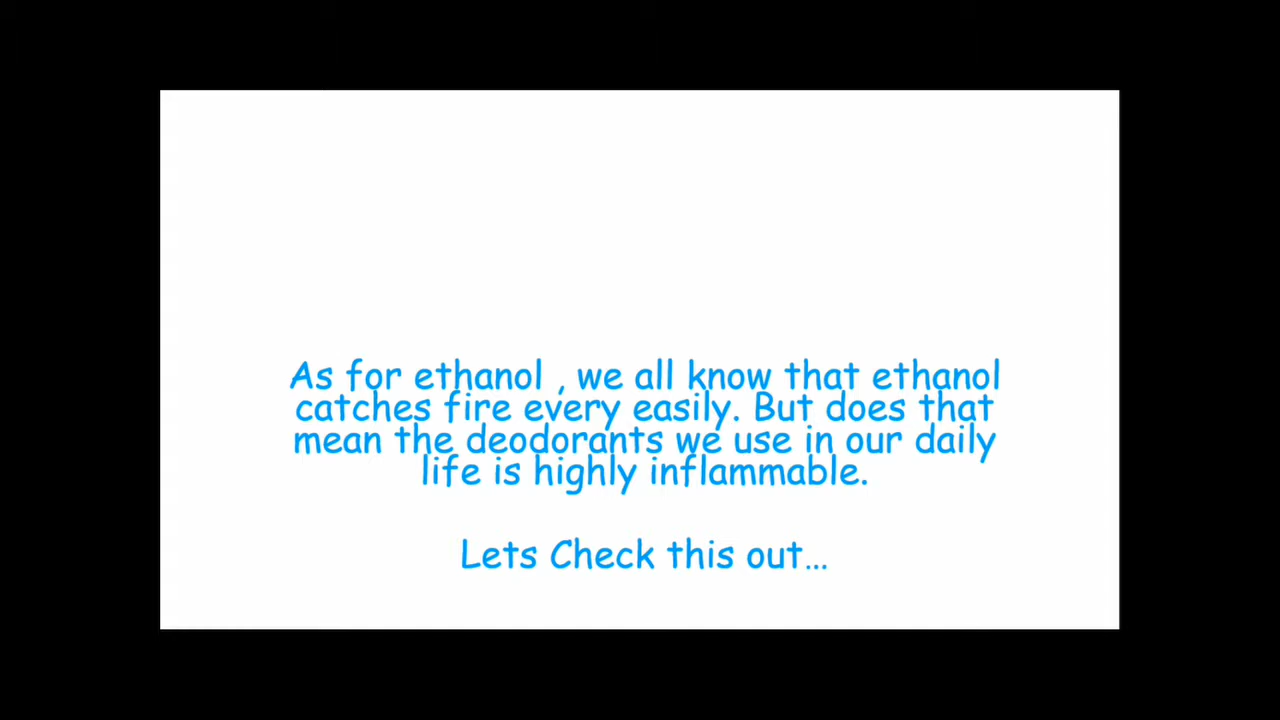 As for ethanol , we all know that ethanol
catches fire every easily. But does that
mean the deodorants we use in our daily
life is highly inflammable.
Lets Check this out...